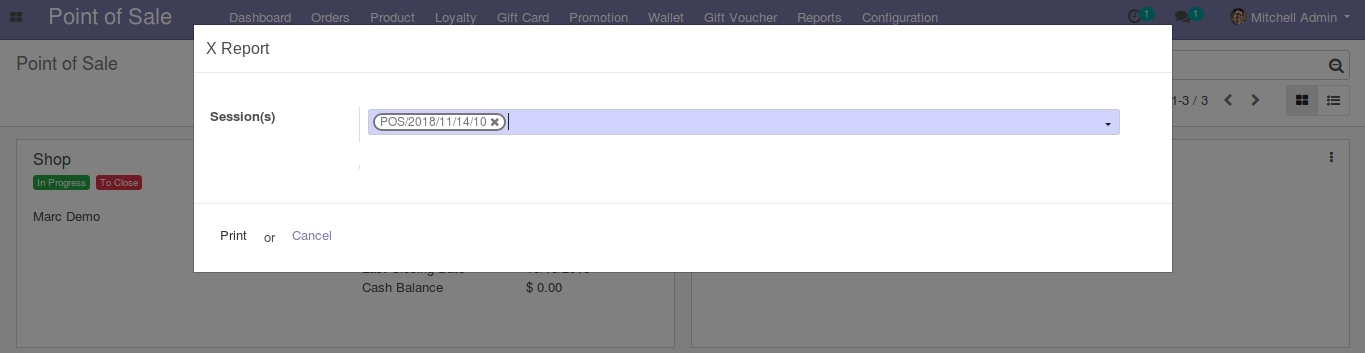 Point of Sale
Dashboard Orders Product Loyalty Gift Card Promotion Wallet Gift Voucher Reports Configuration
1
1
Mitchell Admin
X Report
Point of Sale
1-3 / 3
Session(s)
POS/2018/11/14/10
Shop
In Progress To Close
Marc Demo
Print or Cancel
Cash Balance $ 0.00